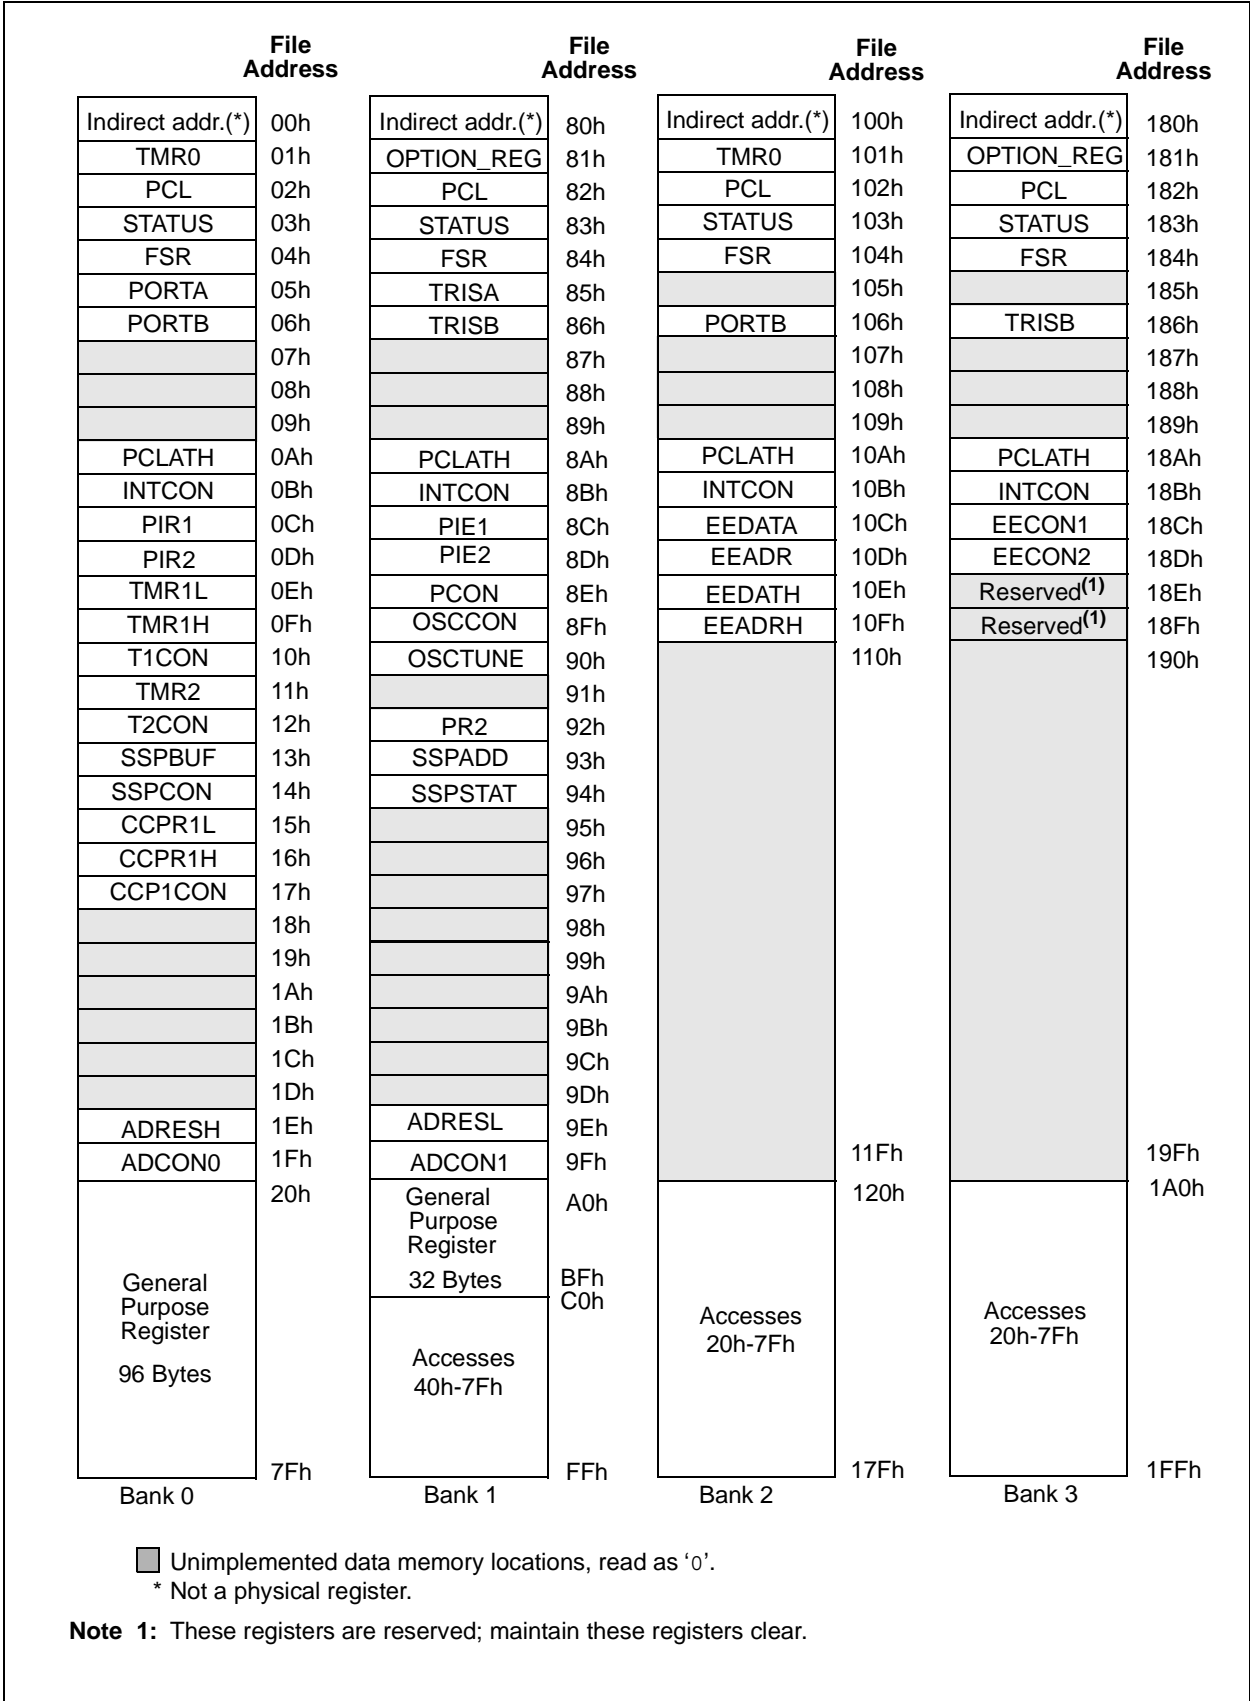 File Address File Address File Address File Address
Indirect addr.(*) 00h Indirect addr.(*) 80h Indirect addr.(*) 100h Indirect addr.(*) 180h
TMR0 01h OPTION_REG 81h TMR0 101h OPTION_REG 181h
PCL 02h PCL 82h PCL 102h PCL 182h
STATUS 03h STATUS 83h STATUS 103h STATUS 183h
FSR 04h FSR 84h FSR 104h FSR 184h
PORTA 05h TRISA 85h 105h 185h
PORTB 06h TRISB 86h PORTB 106h TRISB 186h
07h 87h 107h 187h
08h 88h 108h 188h
09h 89h 109h 189h
PCLATH 0Ah PCLATH 8Ah PCLATH 10Ah PCLATH 18Ah
INTCON 0Bh INTCON 8Bh INTCON 10Bh INTCON 18Bh
PIR1 0Ch PIE1 8Ch EEDATA 10Ch EECON1 18Ch
PIR2 0Dh PIE2 8Dh EEADR 10Dh EECON2 18Dh
TMR1L 0Eh PCON 8Eh EEDATH 10Eh Reserved(1) 18Eh
TMR1H 0Fh OSCCON 8Fh EEADRH 10Fh Reserved(1) 18Fh
T1CON 10h OSCTUNE 90h 110h 190h
TMR2 11h 91h
T2CON 12h PR2 92h
SSPBUF 13h SSPADD 93h
SSPCON 14h SSPSTAT 94h
CCPR1L 15h 95h
CCPR1H 16h 96h
CCP1CON 17h 97h
18h 98h
19h 99h
1Ah 9Ah
1Bh 9Bh
1Ch 9Ch
1Dh 9Dh
ADRESH 1Eh ADRESL 9Eh
ADCON0 1Fh ADCON1 9Fh 11Fh 19Fh
20h General A0h 120h 1A0h
Purpose
Register
General 32 Bytes BFh
Purpose C0h Accesses Accesses
Register 20h-7Fh 20h-7Fh
96 Bytes Accesses
40h-7Fh
7Fh FFh 17Fh 1FFh
Bank 0 Bank 1 Bank 2 Bank 3
Unimplemented data memory locations, read as ‘0’.
* Not a physical register.
Note 1: These registers are reserved; maintain these registers clear.